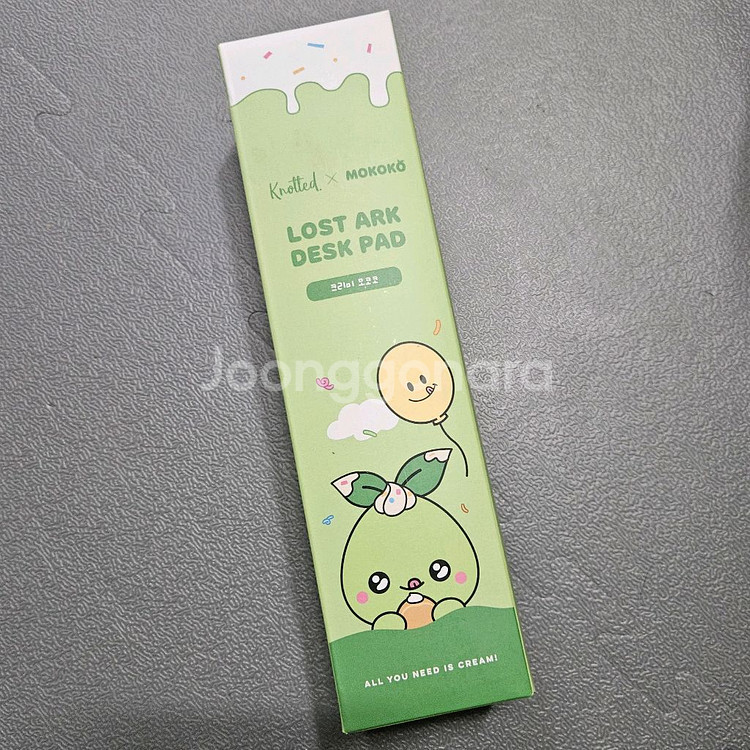 Knotted. × MOKOKO
LOST ARK
DESK PAD
크리미 모코코
Joonggonara
ALL YOU NEED IS CREAM!